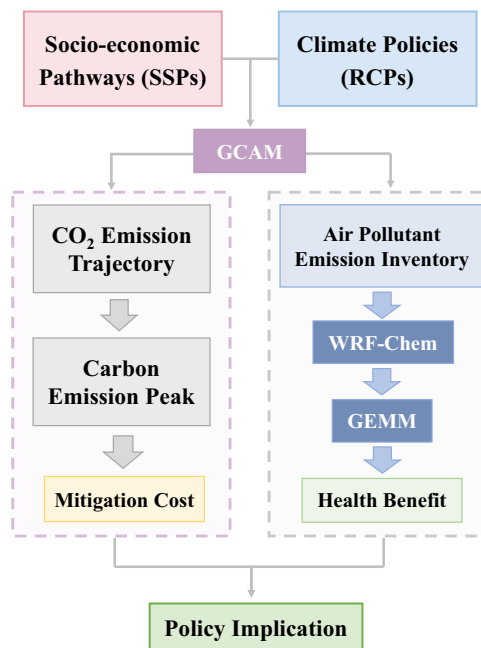 Socio-economic
Pathways (SSPs)
Climate Policies
(RCPs)
GCAM
CO₂ Emission
Trajectory
Carbon
Emission Peak
Mitigation Cost
Air Pollutant
Emission Inventory
WRF-Chem
GEMM
Health Benefit
Policy Implication